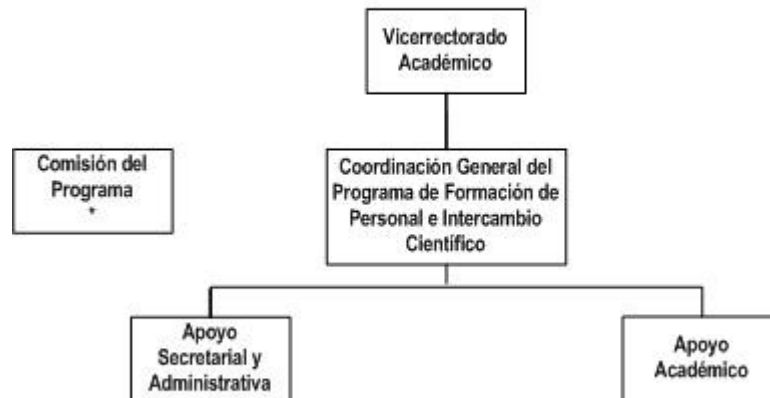 Vicerrectorado
Académico
Comisión del
Programa
*
Coordinación General del
Programa de Formación de
Personal e Intercambio
Científico
Apoyo
Secretarial y
Administrativa
Apoyo
Académico